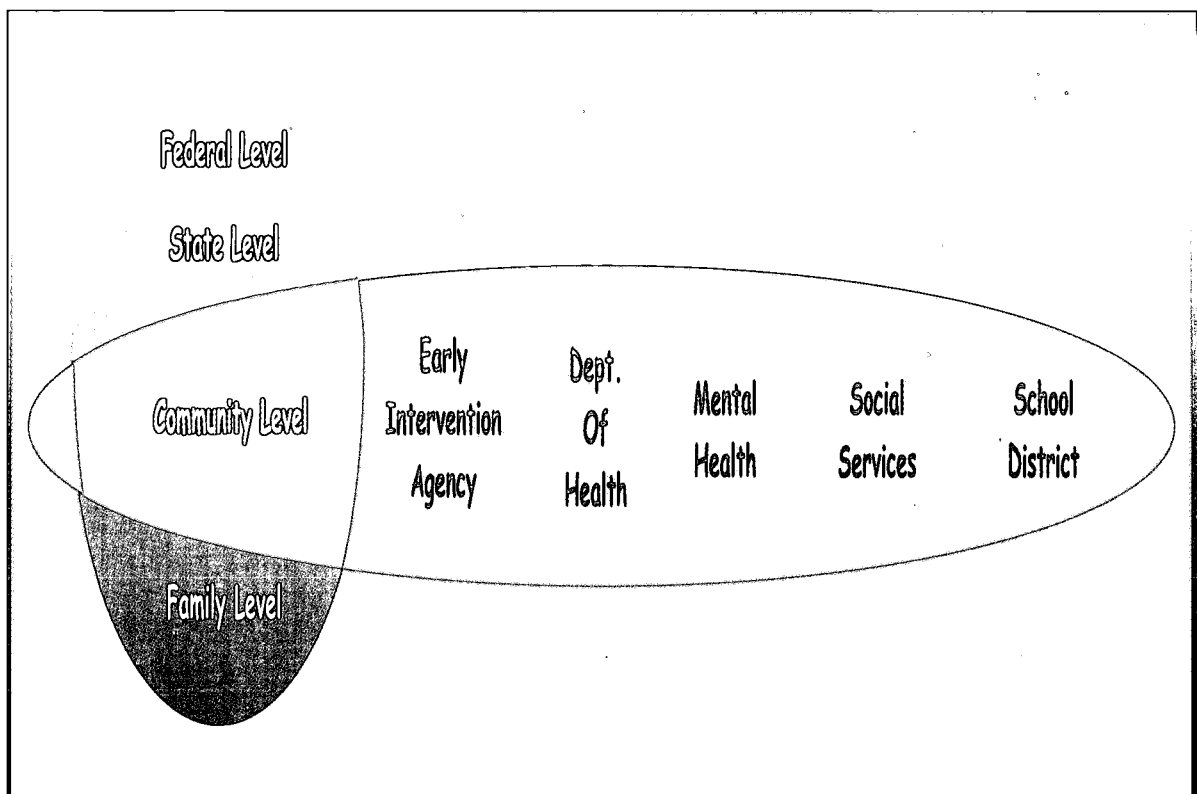 Federal Level
State Level
Community Level
Early
Intervention
Agency
Dept.
Of
Health
Mental
Health
Social
Services
School
District
Family Level